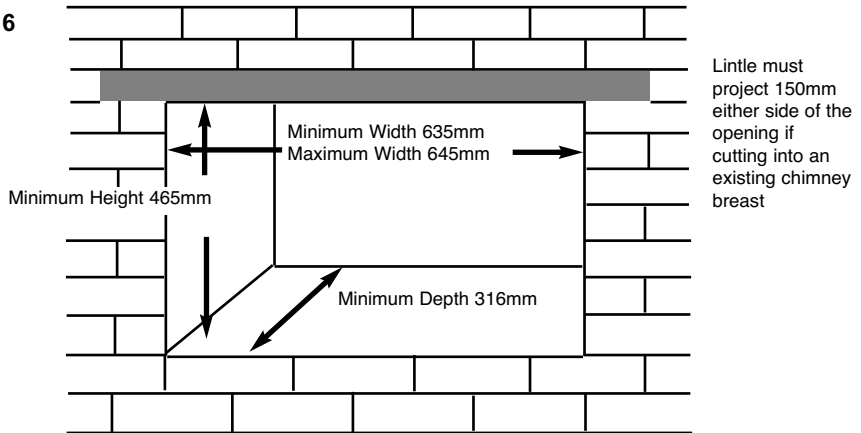 6
Minimum Width 635mm
Maximum Width 645mm
Minimum Height 465mm
Minimum Depth 316mm
Lintle must
project 150mm
either side of the
opening if
cutting into an
existing chimney
breast